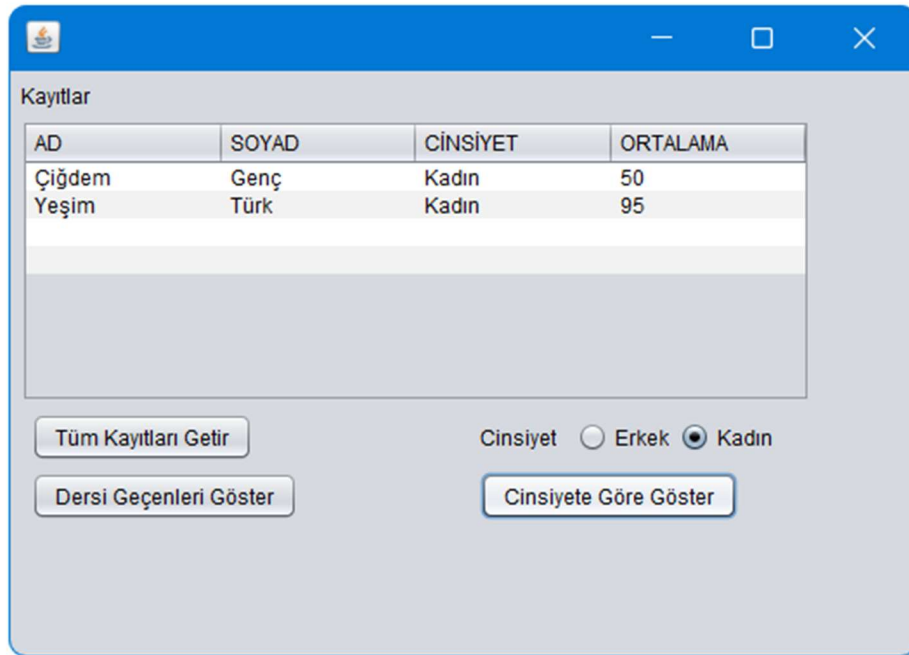 Kayıtlar
AD SOYAD CİNSİYET ORTALAMA
Çiğdem Genç Kadın 50
Yeşim Türk Kadın 95
Tüm Kayıtları Getir Cinsiyet Erkek Kadın
Dersi Geçenleri Göster Cinsiyete Göre Göster